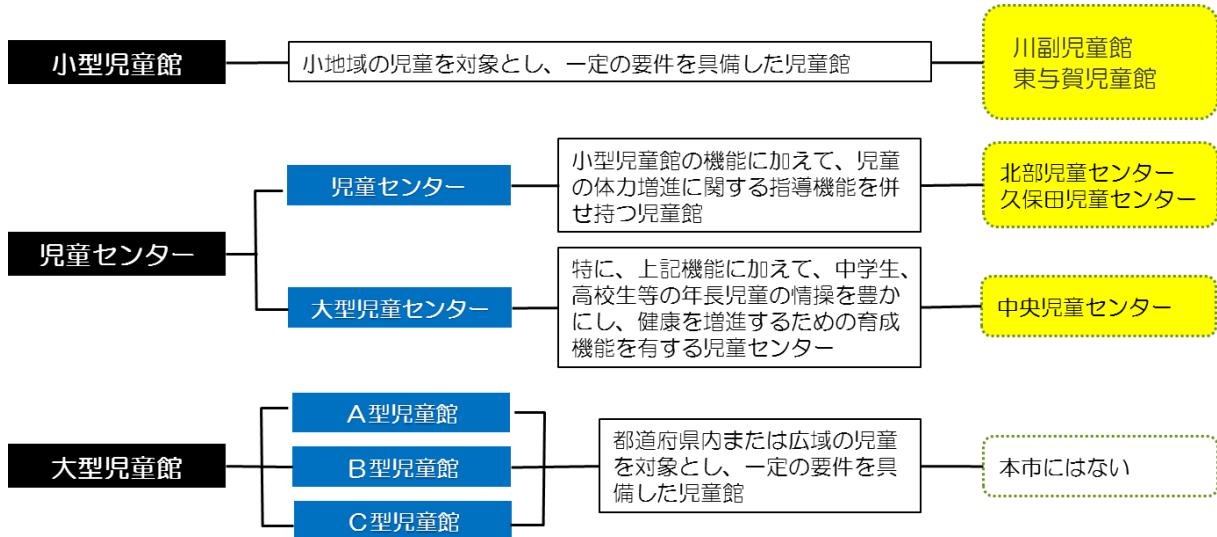 小型児童館
小地域の児童を対象とし、一定の要件を具備した児童館
川副児童館
東与賀児童館
児童センター
児童センター
小型児童館の機能に加えて、児童
の体力増進に関する指導機能を併
せ持つ児童館
北部児童センター
久保田児童センター
大型児童センター
特に、上記機能に加えて、中学生、
高校生等の年長児童の情操を豊か
にし、健康を増進するための育成
機能を有する児童センター
中央児童センター
大型児童館
A型児童館
B型児童館
C型児童館
都道府県内または広域の児童
を対象とし、一定の要件を具
備した児童館
本市にはない